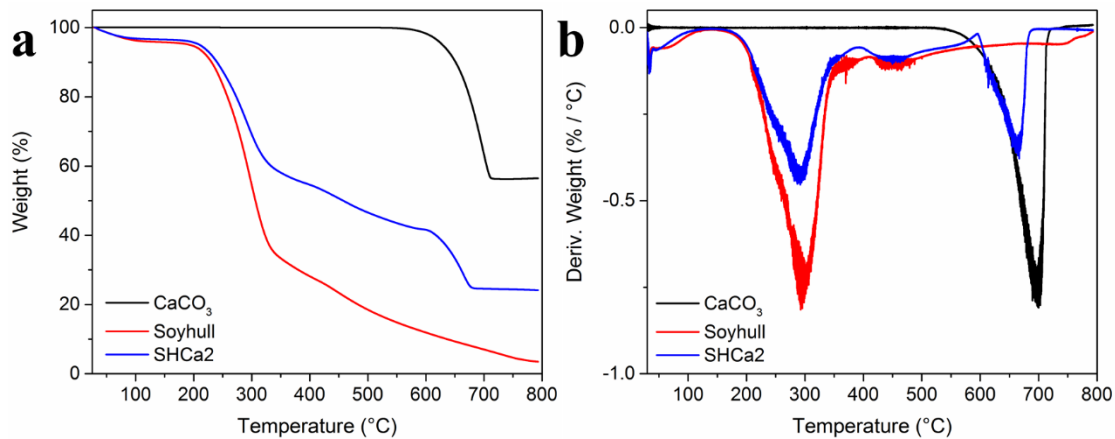 a
100
80
60
40
20
0
Weight (%)
CaCO₃
Soyhull
SHCa2
100 200 300 400 500 600 700 800
Temperature (°C)
b
0.0
-0.5
-1.0
Deriv. Weight (% / °C)
CaCO₃
Soyhull
SHCa2
100 200 300 400 500 600 700 800
Temperature (°C)